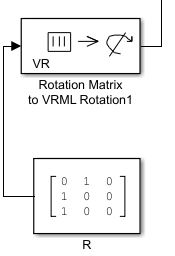 VR
Rotation Matrix
to VRML Rotation1
0 1 0
1 0 0
1 0 0
R